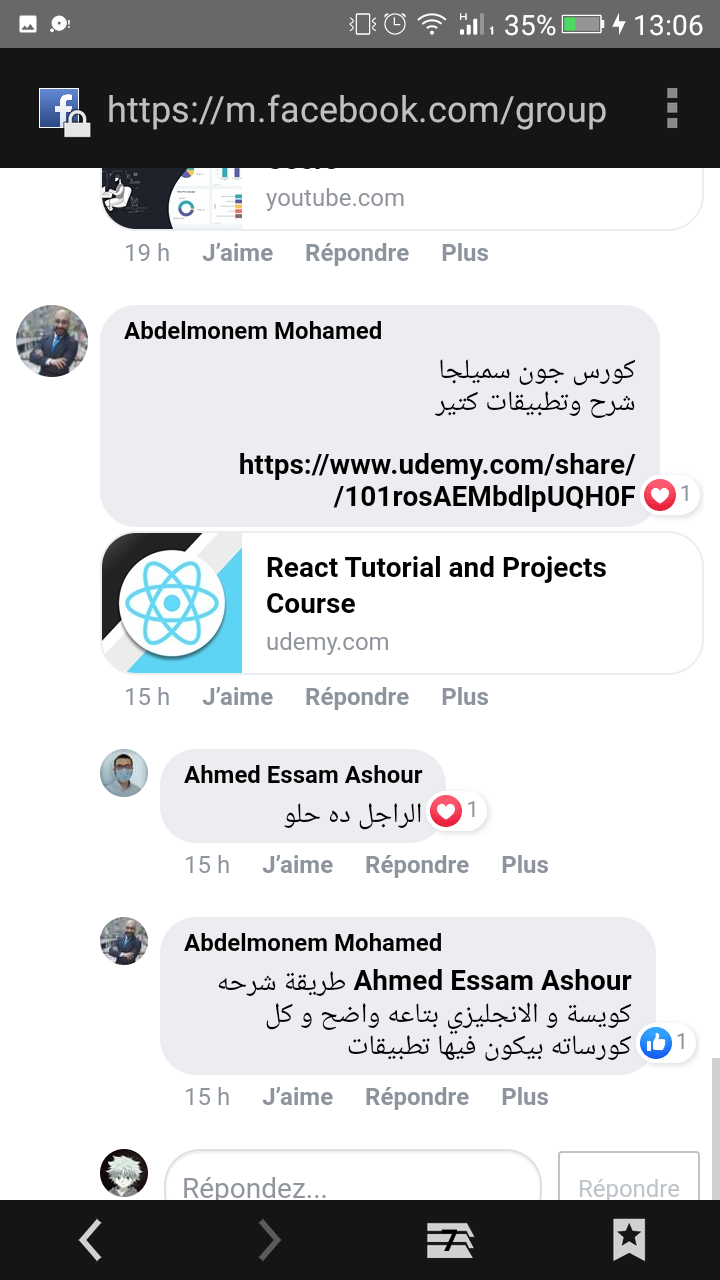 35% 13:06
https://m.facebook.com/group
youtube.com
19 h J’aime Répondre Plus
Abdelmonem Mohamed
كورس جون سميلجا
شرح وتطبيقات كتير
https://www.udemy.com/share/
/101rosAEMbdlpUQH0F
1
React Tutorial and Projects
Course
udemy.com
15 h J’aime Répondre Plus
Ahmed Essam Ashour
الراجل ده حلو
1
15 h J’aime Répondre Plus
Abdelmonem Mohamed
Ahmed Essam Ashour طريقة شرحه
كويسة و الانجليزي بتاعه واضح و كل
كورساته بيكون فيها تطبيقات
1
15 h J’aime Répondre Plus
Répondez...
Répondre
7